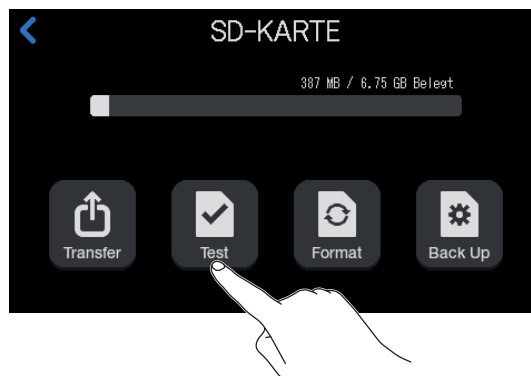 SD-KARTE
387 MB / 6.75 GB Belegt
Transfer
Test
Format
Back Up